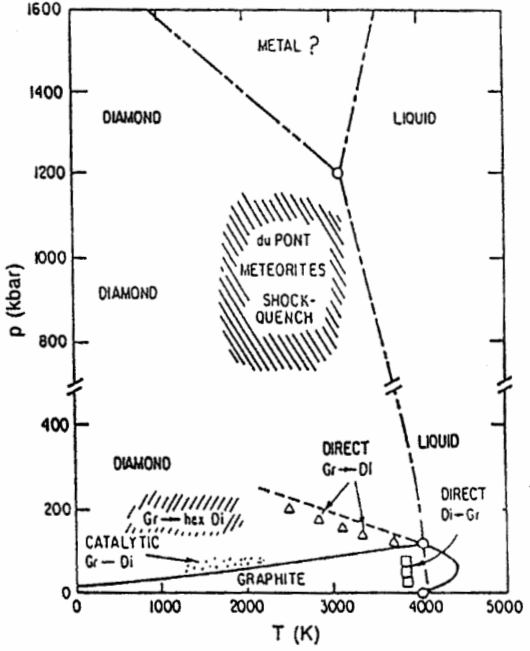 1600
METAL ?
1400
DIAMOND
LIQUID
1200
du PONT
1000
METEORITES
DIAMOND
SHOCK-
QUENCH
p (kbar)
800
400
DIRECT
Gr→Di
LIQUID
DIAMOND
DIRECT
Di→Gr
200
Gr→hex Di
CATALYTIC
Gr→Di
GRAPHITE
0
0
1000
2000
3000
4000
5000
T (K)